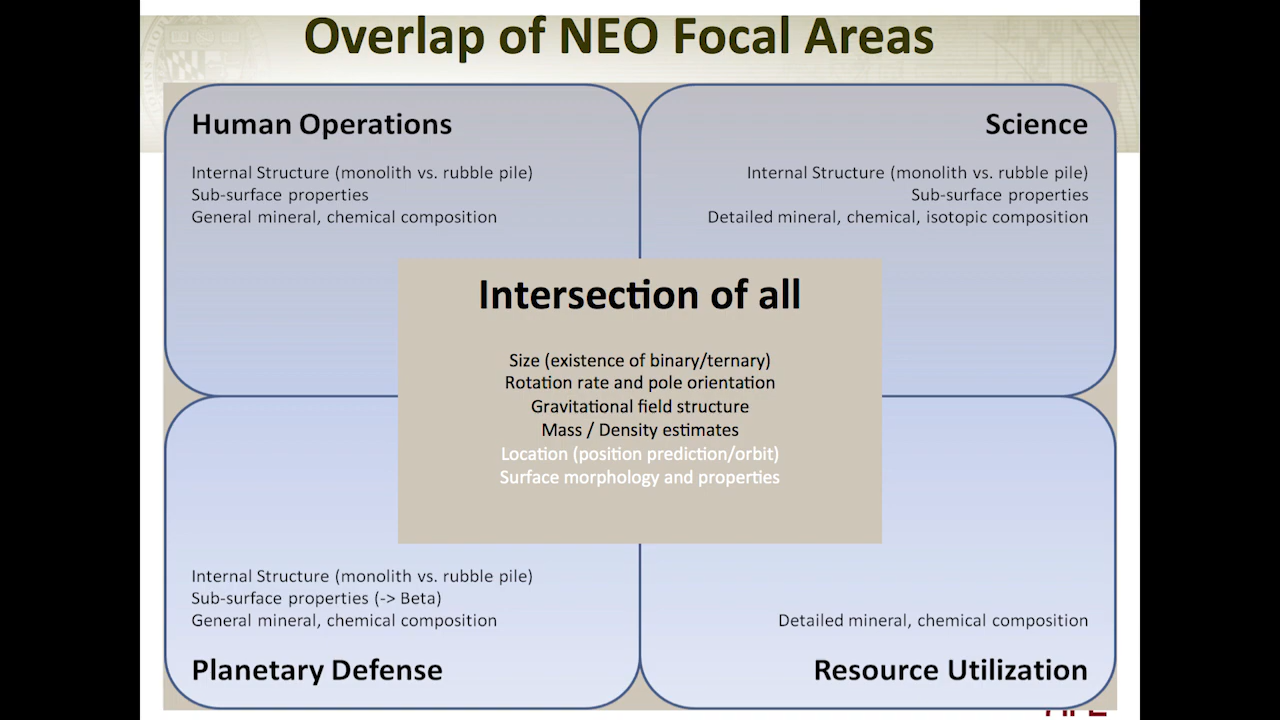 Overlap of NEO Focal Areas
Human Operations
Internal Structure (monolith vs. rubble pile)
Sub-surface properties
General mineral, chemical composition
Science
Internal Structure (monolith vs. rubble pile)
Sub-surface properties
Detailed mineral, chemical, isotopic composition
Intersection of all
Size (existence of binary/ternary)
Rotation rate and pole orientation
Gravitational field structure
Mass / Density estimates
Location (position prediction/orbit)
Surface morphology and properties
Internal Structure (monolith vs. rubble pile)
Sub-surface properties (-> Beta)
General mineral, chemical composition
Planetary Defense
Detailed mineral, chemical composition
Resource Utilization